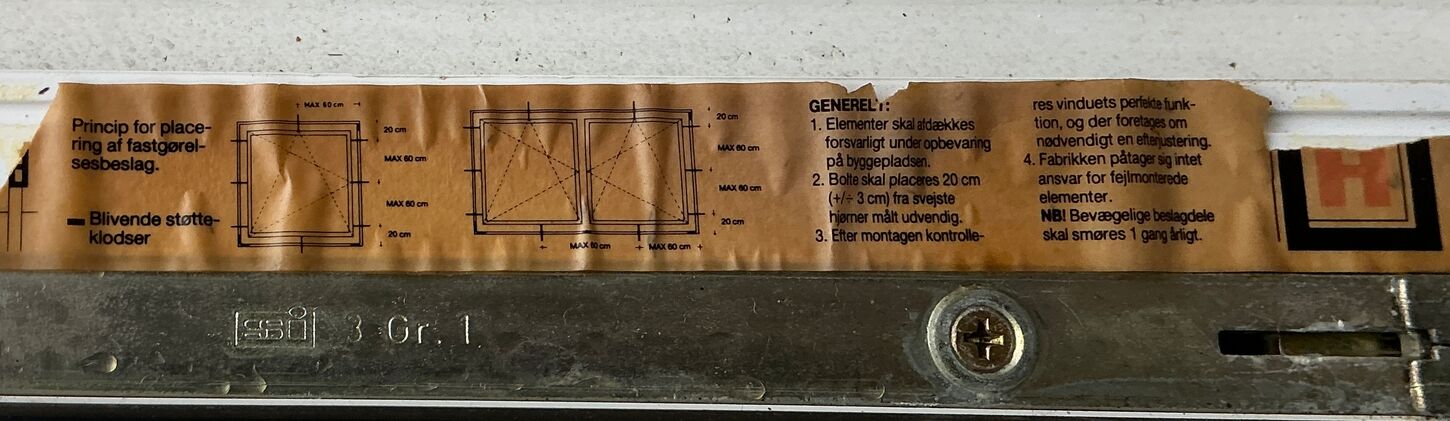 Princip for place-
ring af fastgørel-
sesbeslag.
Blivende støtte-
klodser
MAX 60 cm
20 cm
MAX 60 cm
MAX 60 cm
20 cm
20 cm
MAX 60 cm
MAX 60 cm
20 cm
MAX 60 cm
MAX 60 cm
GENERELT:
1. Elementer skal afdækkes
forsvarligt under opbevaring
på byggepladsen.
2. Bolte skal placeres 20 cm
(+/÷ 3 cm) fra svejste
hjørner målt udvendig.
3. Efter montagen kontrolle-
res vinduets perfekte funk-
tion, og der foretages om
nødvendigt en efterjustering.
4. Fabrikken påtager sig intet
ansvar for fejlmonterede
elementer.
NB! Bevægelige beslagdele
skal smøres 1 gang årligt.
H
3 Gr. 1